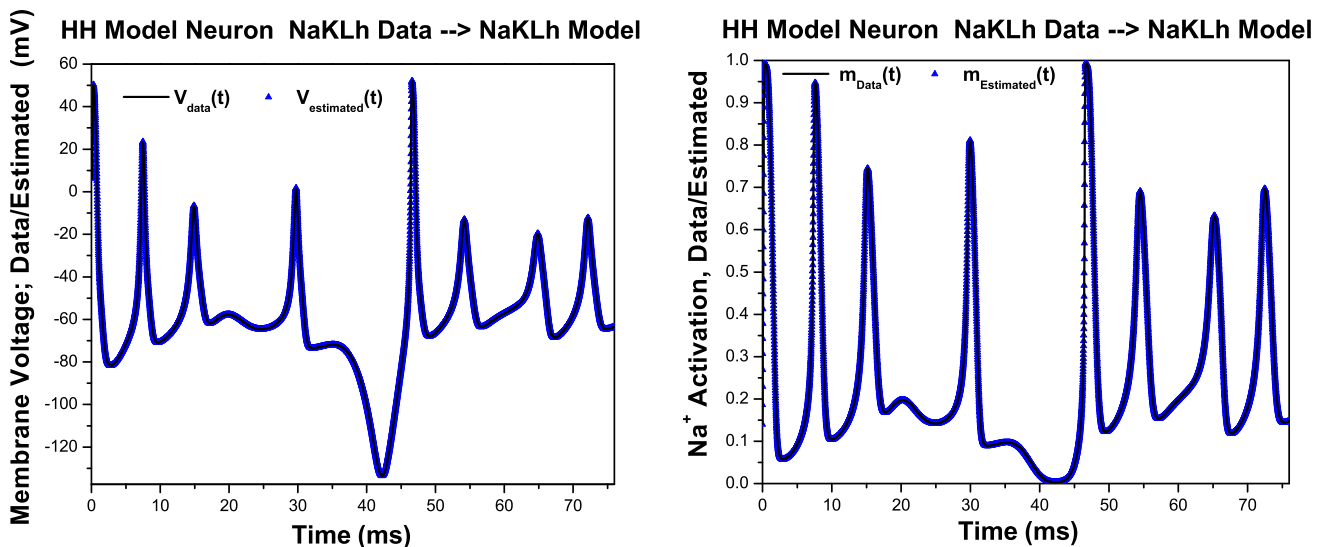 HH Model Neuron NaKLh Data --> NaKLh Model
Membrane Voltage; Data/Estimated (mV)
60
40
20
0
-20
-40
-60
-80
-100
-120
V_data(t) V_estimated(t)
0 10 20 30 40 50 60 70
Time (ms)
HH Model Neuron NaKLh Data --> NaKLh Model
Na⁺ Activation, Data/Estimated
1.0
0.9
0.8
0.7
0.6
0.5
0.4
0.3
0.2
0.1
0.0
m_Data(t) m_Estimated(t)
0 10 20 30 40 50 60 70
Time (ms)